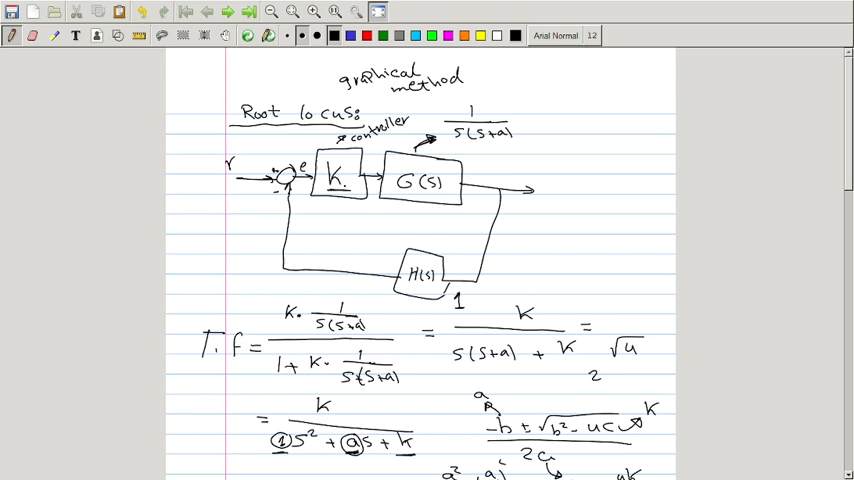 T
Arial Normal 12
graphical
method
Root locus:
controller
1
S(S+a)
r
e
K.
G(S)
H(S)
1
T.f = K. 1/S(S+a) / 1 + K. 1/S(S+a) = K / S(S+a) + K =
√u
2
= K / 1S² + aS + K
a
-b ± √b² - 4C
K
2a